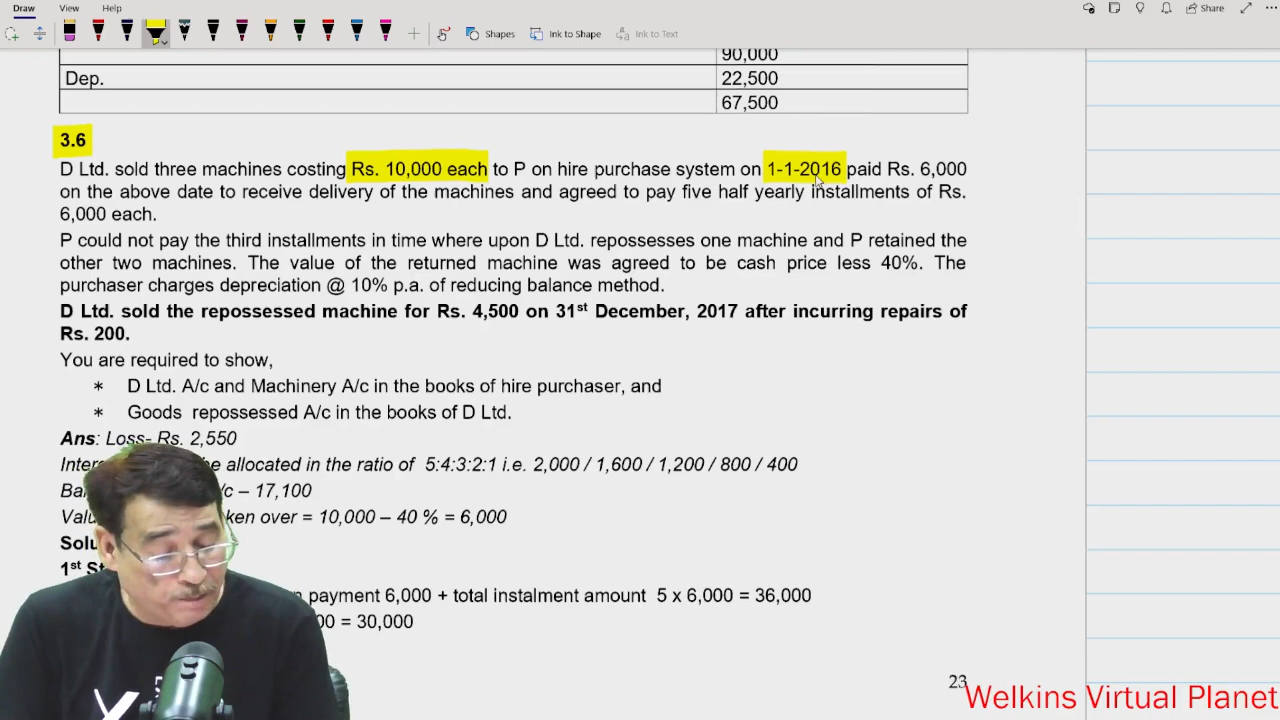 Draw View Help Share
Shapes Ink to Shape Ink to Text
90,000
Dep. 22,500
67,500
3.6
D Ltd. sold three machines costing Rs. 10,000 each to P on hire purchase system on 1-1-2016 paid Rs. 6,000
on the above date to receive delivery of the machines and agreed to pay five half yearly installments of Rs.
6,000 each.
P could not pay the third installments in time where upon D Ltd. repossesses one machine and P retained the
other two machines. The value of the returned machine was agreed to be cash price less 40%. The
purchaser charges depreciation @ 10% p.a. of reducing balance method.
D Ltd. sold the repossessed machine for Rs. 4,500 on 31st December, 2017 after incurring repairs of
Rs. 200.
You are required to show,
* D Ltd. A/c and Machinery A/c in the books of hire purchaser, and
* Goods repossessed A/c in the books of D Ltd.
Ans: Loss- Rs. 2,550
be allocated in the ratio of 5:4:3:2:1 i.e. 2,000 / 1,600 / 1,200 / 800 / 400
– 17,100
over = 10,000 – 40 % = 6,000
1st
payment 6,000 + total instalment amount 5 x 6,000 = 36,000
= 30,000
23
Welkins Virtual Planet